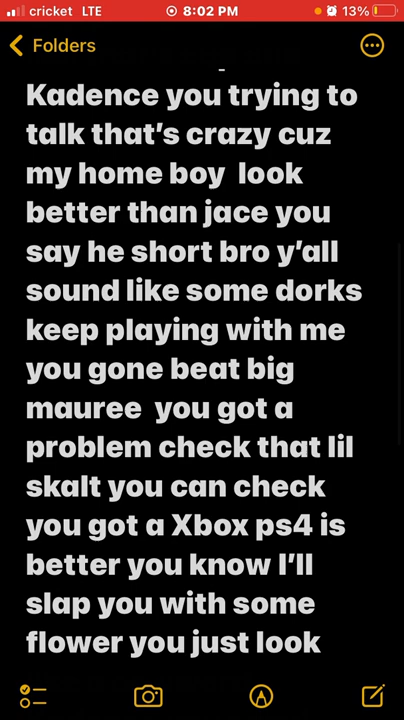 cricket LTE 8:02 PM 13%
Folders
Kadence you trying to
talk that’s crazy cuz
my home boy  look
better than jace you
say he short bro y’all
sound like some dorks
keep playing with me
you gone beat big
mauree  you got a
problem check that lil
skalt you can check
you got a Xbox ps4 is
better you know I’ll
slap you with some
flower you just look